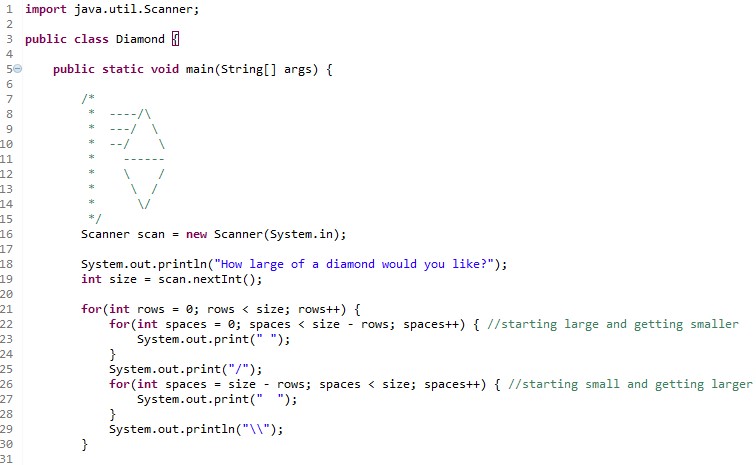 1 import java.util.Scanner;
2
3 public class Diamond {
4
5 public static void main(String[] args) {
6
7 /*
8 * ----/\
9 * ---/  \
10 * --/    \
11 *   ------
12 *   \    /
13 *    \  /
14 *     \/
15 */
16 Scanner scan = new Scanner(System.in);
17
18 System.out.println("How large of a diamond would you like?");
19 int size = scan.nextInt();
20
21 for(int rows = 0; rows < size; rows++) {
22 for(int spaces = 0; spaces < size - rows; spaces++) { //starting large and getting smaller
23 System.out.print(" ");
24 }
25 System.out.print("/");
26 for(int spaces = size - rows; spaces < size; spaces++) { //starting small and getting larger
27 System.out.print("  ");
28 }
29 System.out.println("\\");
30 }
31